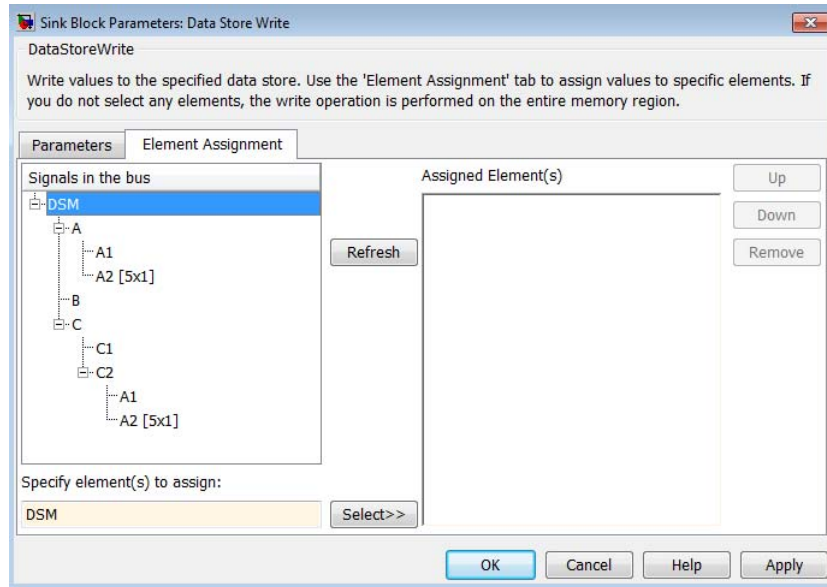 Sink Block Parameters: Data Store Write
DataStoreWrite
Write values to the specified data store. Use the 'Element Assignment' tab to assign values to specific elements. If
you do not select any elements, the write operation is performed on the entire memory region.
Parameters
Element Assignment
Signals in the bus
DSM
A
A1
A2 [5x1]
B
C
C1
C2
A1
A2 [5x1]
Specify element(s) to assign:
DSM
Refresh
Select>>
Assigned Element(s)
Up
Down
Remove
OK
Cancel
Help
Apply